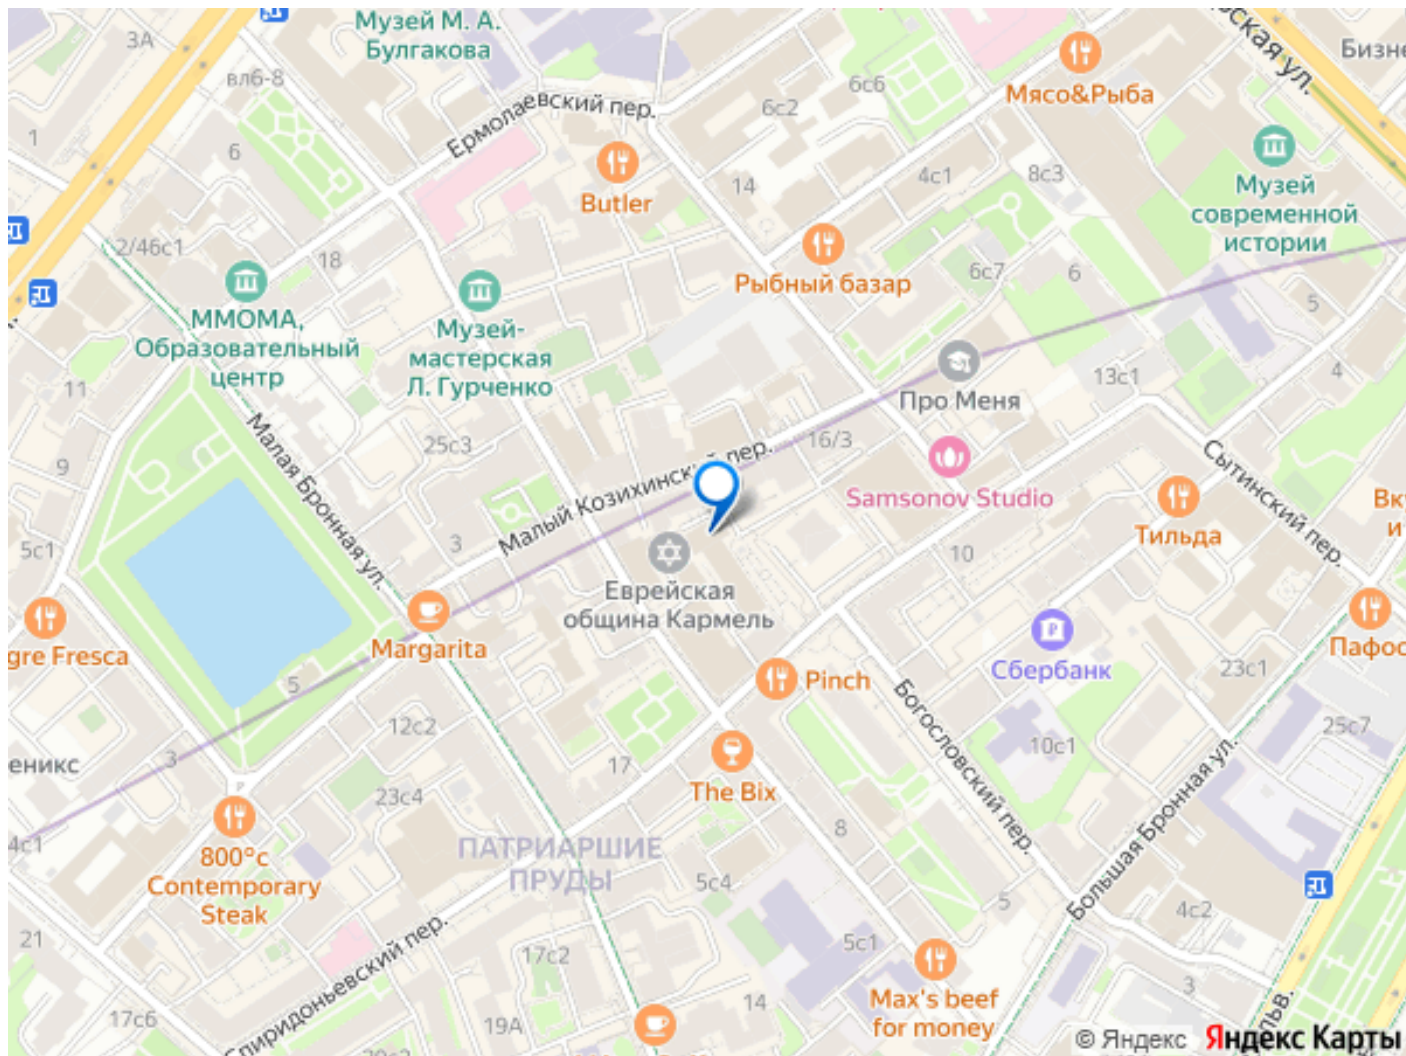 Музей М. А.
Булгакова
3А
вл6-8
6с6
6с2
Мясо&Рыба
Ермолаевский пер.
1
6
Butler
14
4с1
8с3
Музей
современной
истории
2/46с1
18
Рыбный базар
6с7
6
5
ММОМА,
Образовательный
центр
Музей-
мастерская
Л. Гурченко
11
Про Меня
13с1
4
Малая Бронная ул.
25с3
16/3
9
Малый Козихинский пер.
Samsonov Studio
Сытинский пер.
Тильда
5с1
3
10
Еврейская
община Кармель
Margarita
gre Fresca
Сбербанк
Пафос
23с1
5
Pinch
Богословский пер.
12с2
25с7
3
еникс
17
10с1
Большая Бронная ул.
The Bix
23с4
8
4с1
800°с
Contemporary
Steak
ПАТРИАРШИЕ
ПРУДЫ
5с4
5
4с2
21
Спиридоньевский пер.
17с2
5с1
3
Max's beef
for money
14
17с6
19А
© Яндекс Яндекс Карты